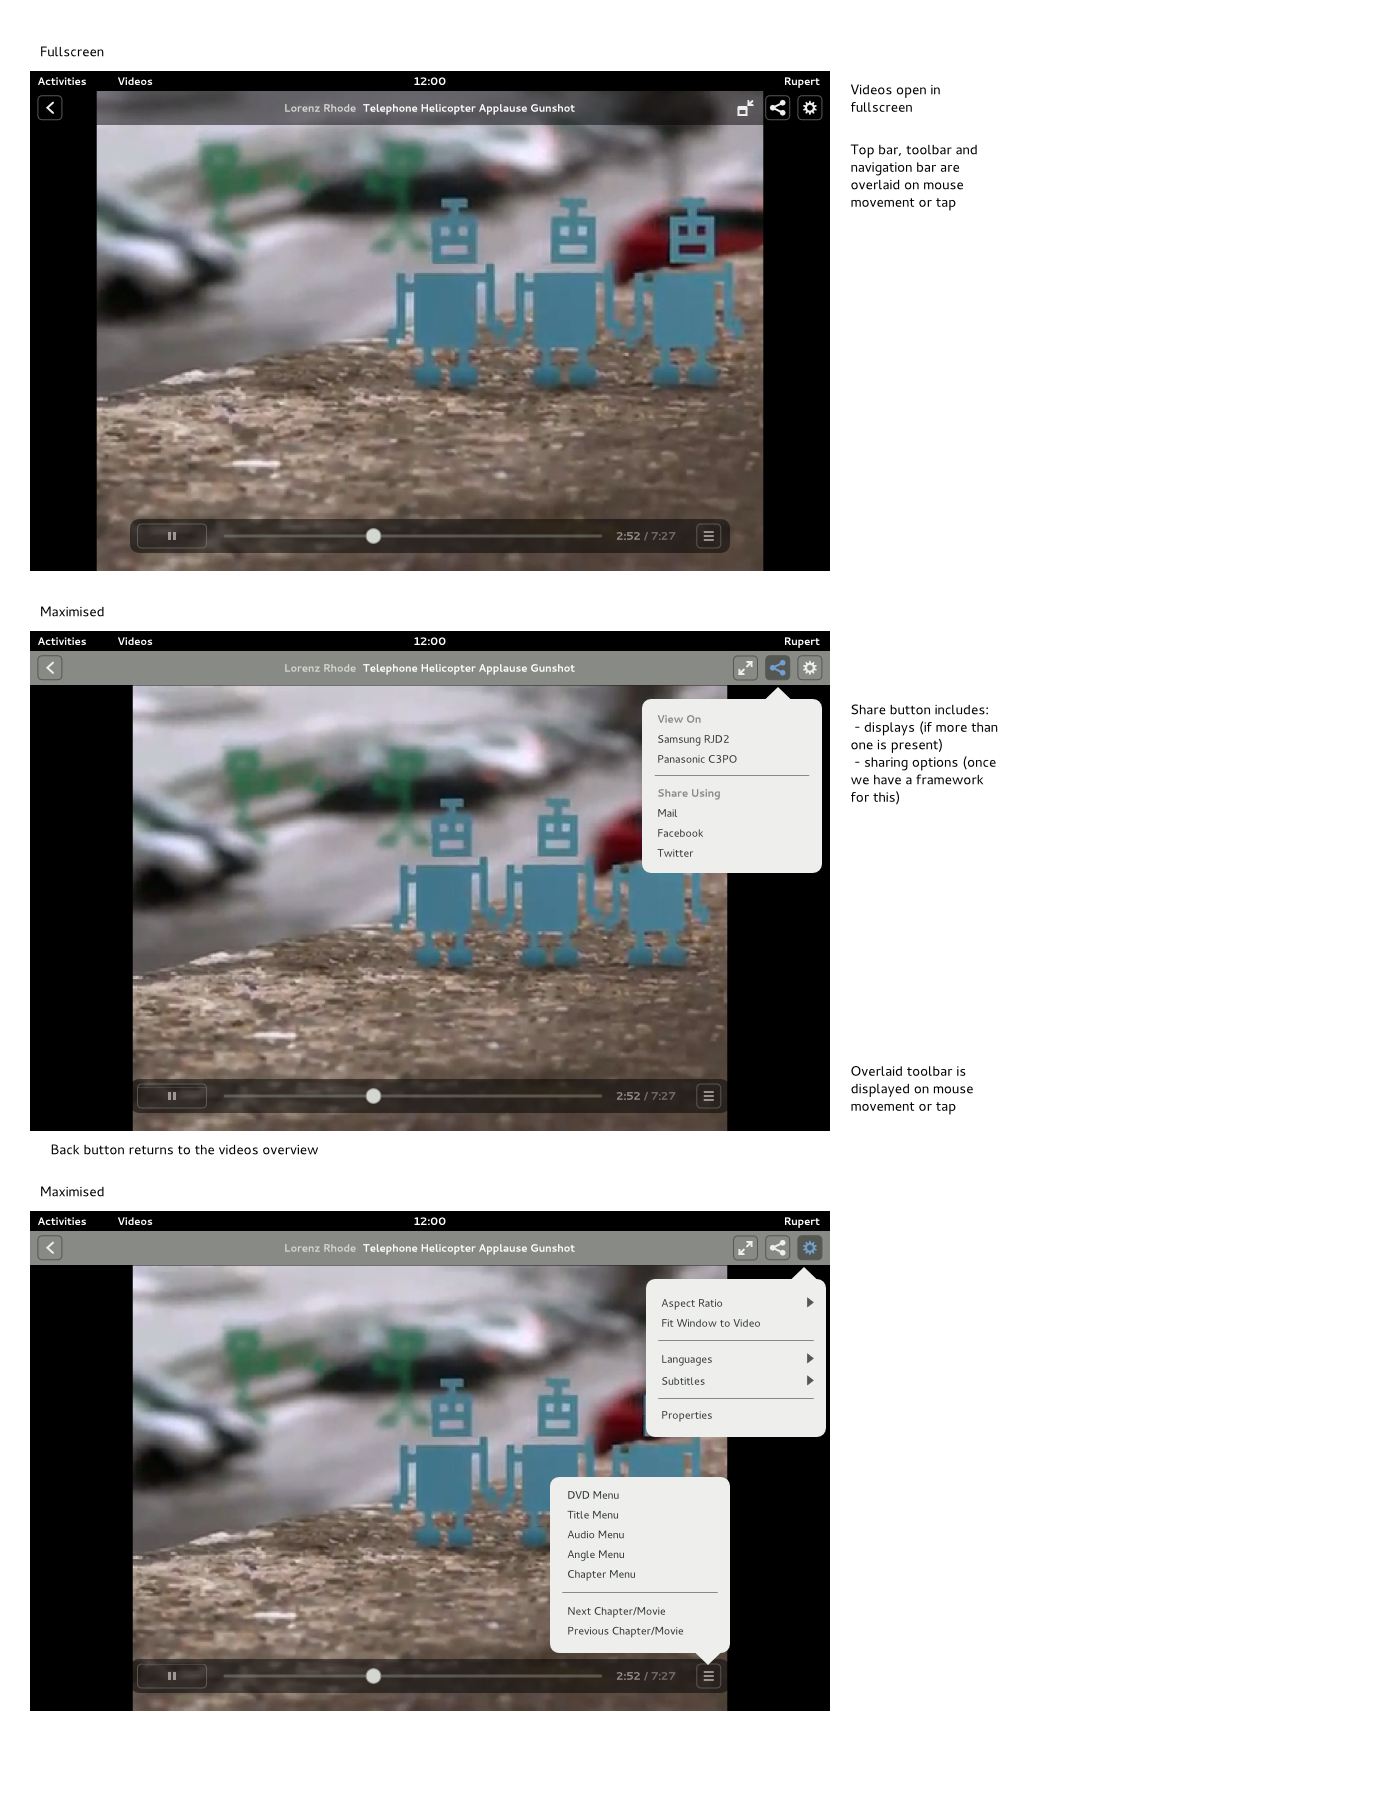 Fullscreen
Activities Videos 12:00 Rupert
Lorenz Rhode Telephone Helicopter Applause Gunshot
2:52 / 7:27
Videos open in
fullscreen
Top bar, toolbar and
navigation bar are
overlaid on mouse
movement or tap
Maximised
Activities Videos 12:00 Rupert
Lorenz Rhode Telephone Helicopter Applause Gunshot
View On
Samsung RJD2
Panasonic C3PO
Share Using
Mail
Facebook
Twitter
2:52 / 7:27
Share button includes:
- displays (if more than
one is present)
- sharing options (once
we have a framework
for this)
Overlaid toolbar is
displayed on mouse
movement or tap
Back button returns to the videos overview
Maximised
Activities Videos 12:00 Rupert
Lorenz Rhode Telephone Helicopter Applause Gunshot
Aspect Ratio
Fit Window to Video
Languages
Subtitles
Properties
DVD Menu
Title Menu
Audio Menu
Angle Menu
Chapter Menu
Next Chapter/Movie
Previous Chapter/Movie
2:52 / 7:27